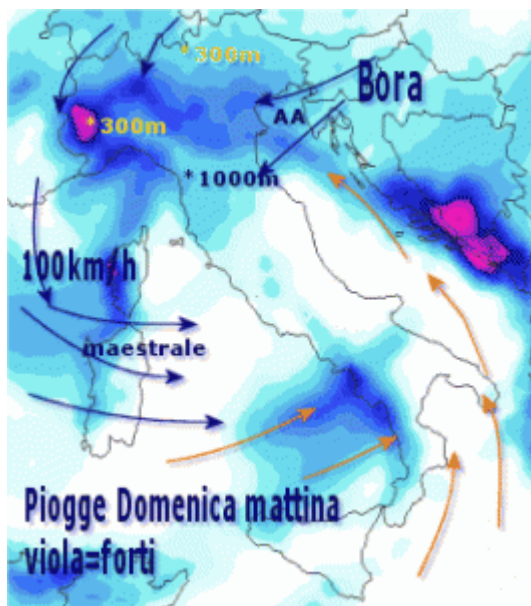 * 300m
Bora
AA
* 300m
* 1000m
100km/h
maestrale
Piogge Domenica mattina
viola=forti